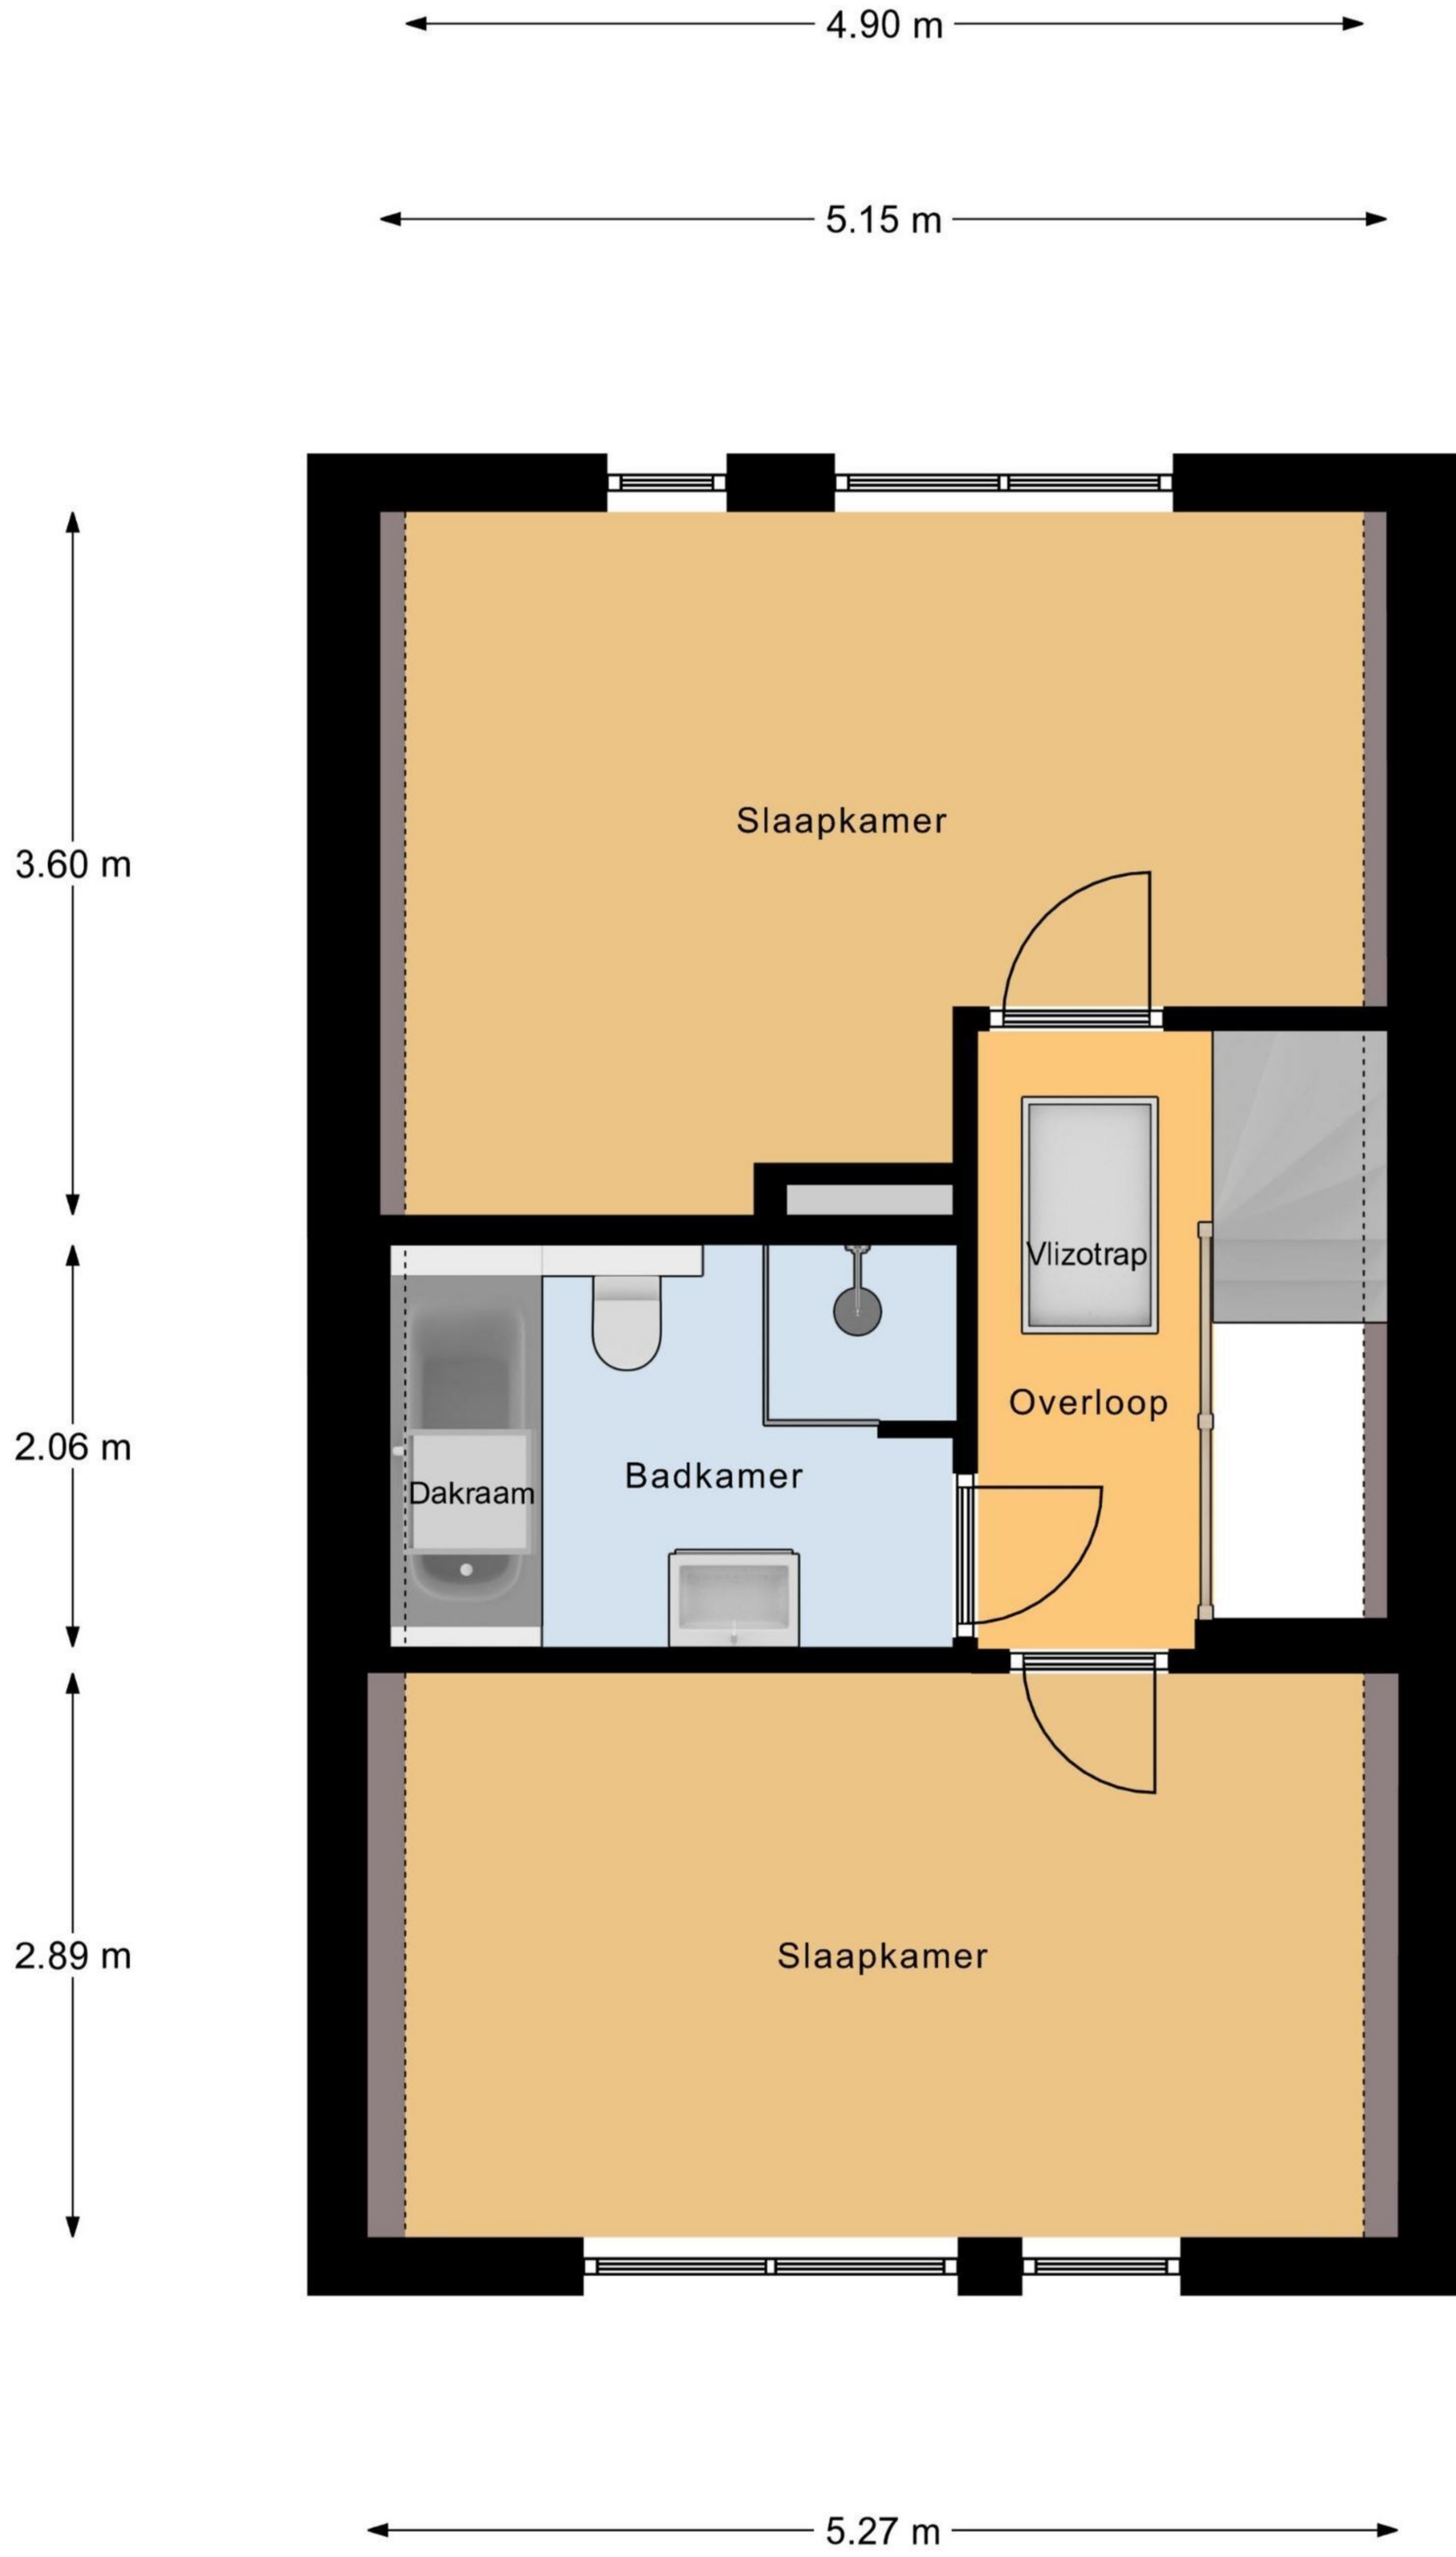 4.90 m
5.15 m
Slaapkamer
3.60 m
Vlizotrap
Overloop
2.06 m
Badkamer
Dakraam
2.89 m
Slaapkamer
5.27 m